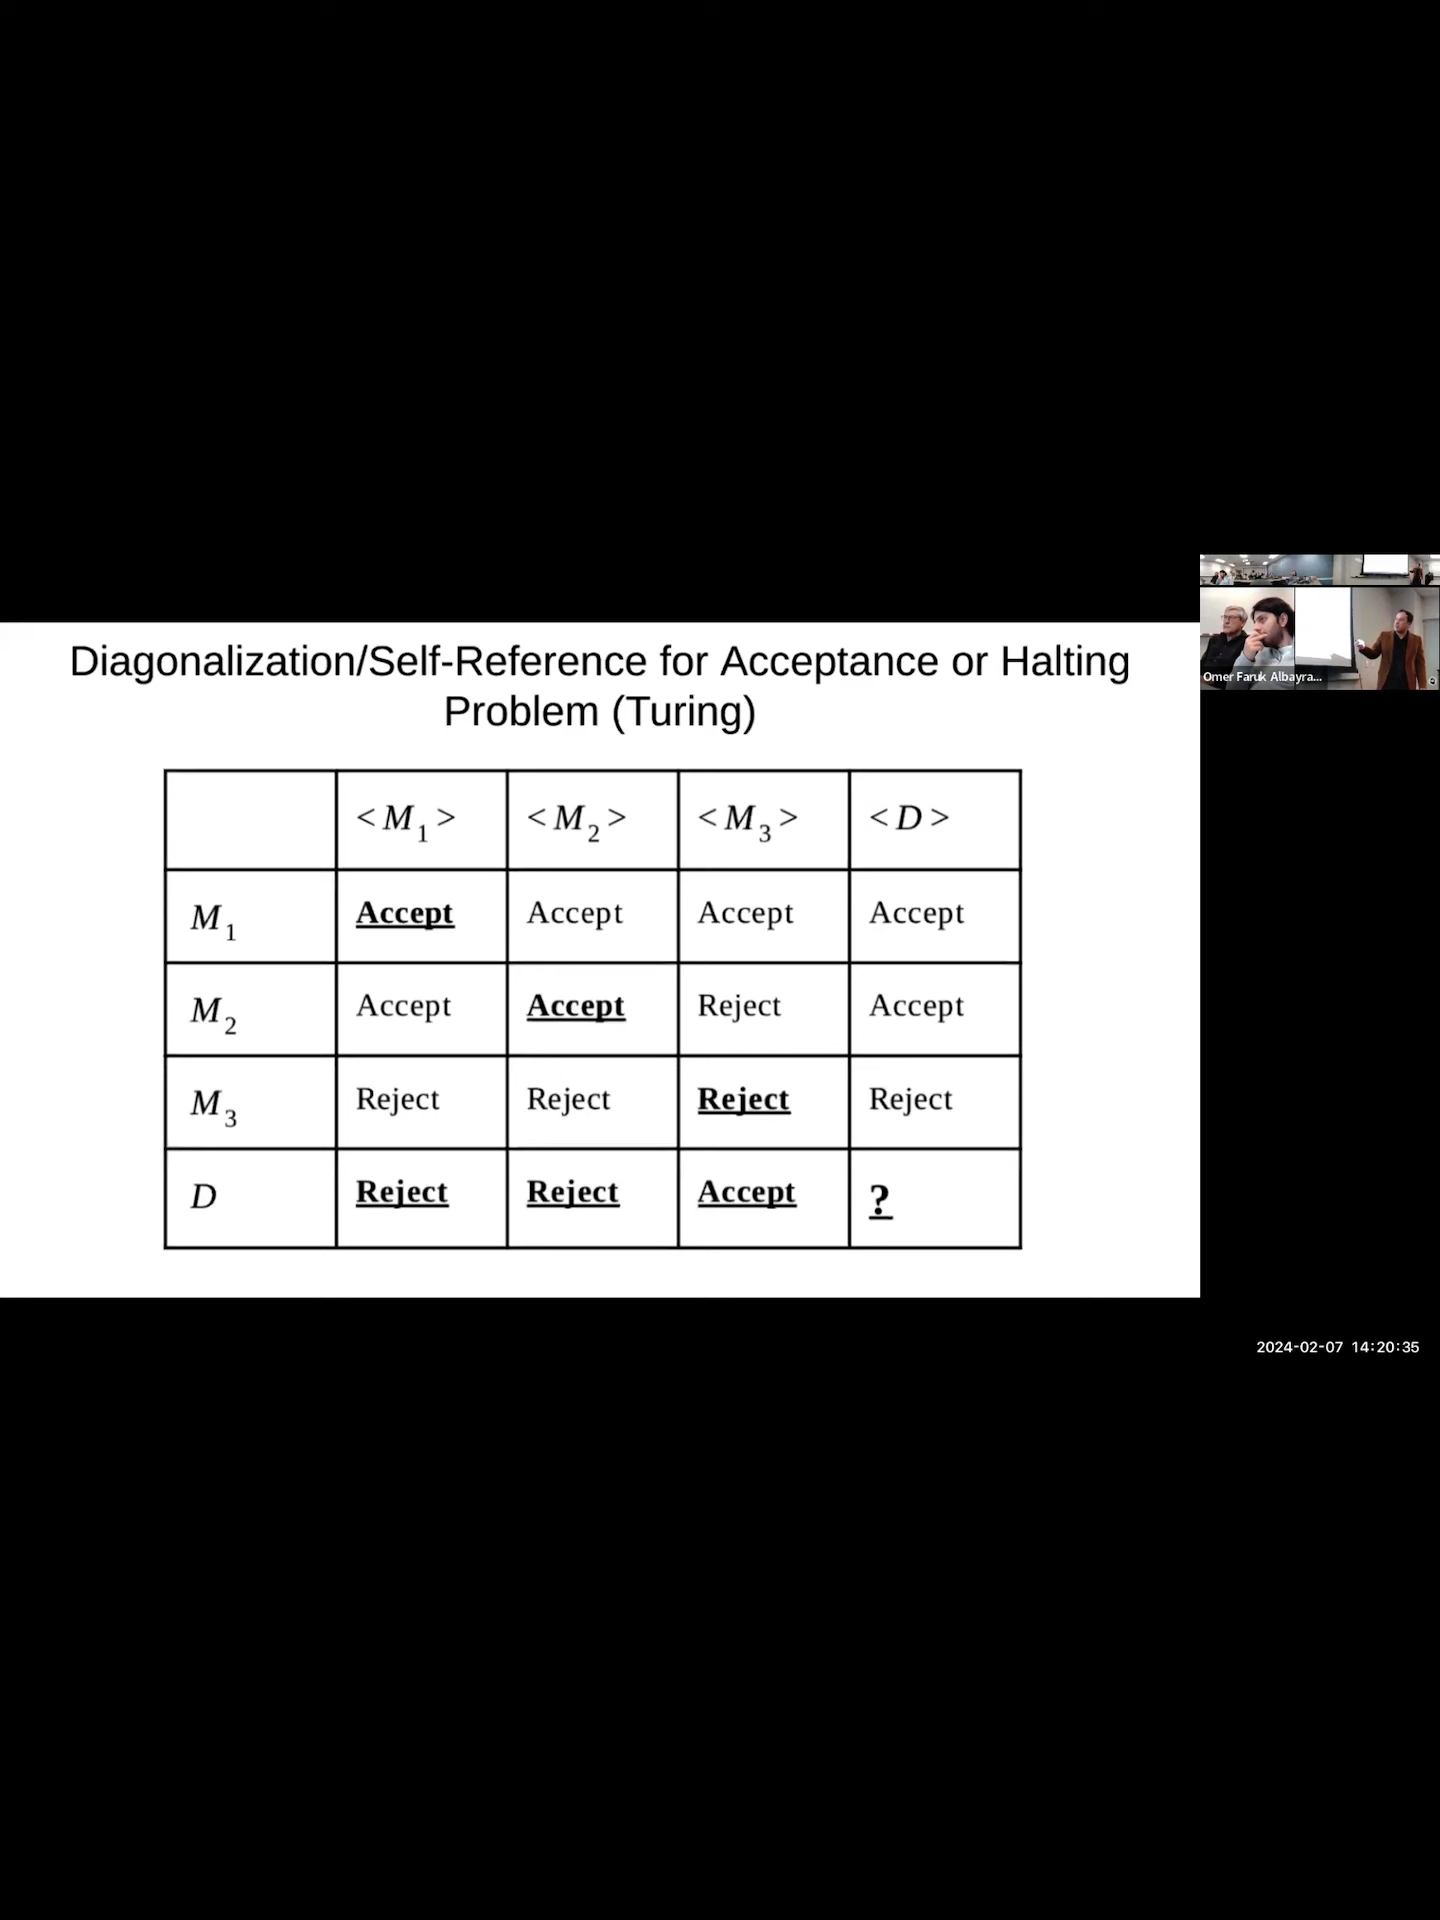 Diagonalization/Self-Reference for Acceptance or Halting
Problem (Turing)
<M1> <M2> <M3> <D>
M1 Accept Accept Accept Accept
M2 Accept Accept Reject Accept
M3 Reject Reject Reject Reject
D Reject Reject Accept ?
Omer Faruk Albayra...
2024-02-07 14:20:35